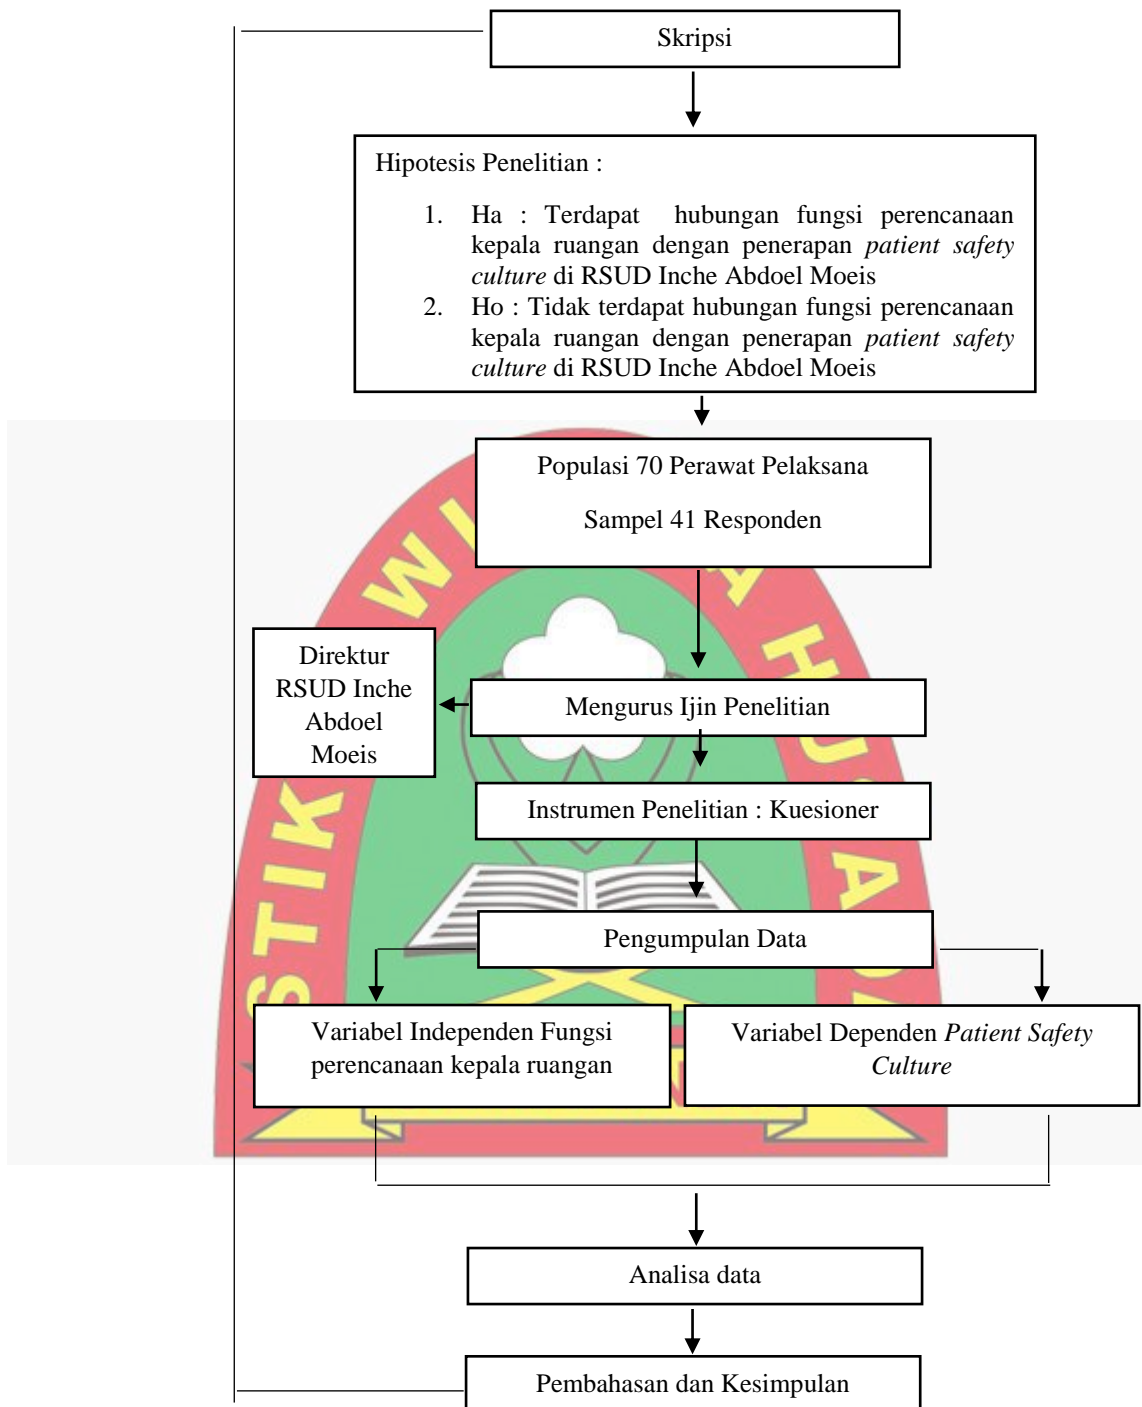 Skripsi
Hipotesis Penelitian :
1. Ha : Terdapat hubungan fungsi perencanaan
kepala ruangan dengan penerapan patient safety
culture di RSUD Inche Abdoel Moeis
2. Ho : Tidak terdapat hubungan fungsi perencanaan
kepala ruangan dengan penerapan patient safety
culture di RSUD Inche Abdoel Moeis
Populasi 70 Perawat Pelaksana
Sampel 41 Responden
Direktur
RSUD Inche
Abdoel
Moeis
Mengurus Ijin Penelitian
Instrumen Penelitian : Kuesioner
Pengumpulan Data
Variabel Independen Fungsi
perencanaan kepala ruangan
Variabel Dependen Patient Safety
Culture
Analisa data
Pembahasan dan Kesimpulan
STIK